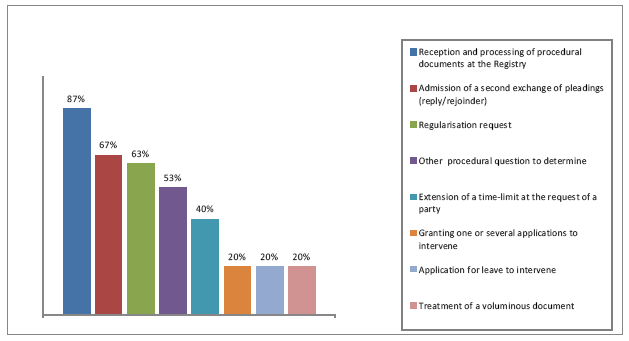 87%
67%
63%
53%
40%
20%
20%
20%
Reception and processing of procedural
documents at the Registry
Admission of a second exchange of pleadings
(reply/rejoinder)
Regularisation request
Other procedural question to determine
Extension of a time-limit at the request of a
party
Granting one or several applications to
intervene
Application for leave to intervene
Treatment of a voluminous document